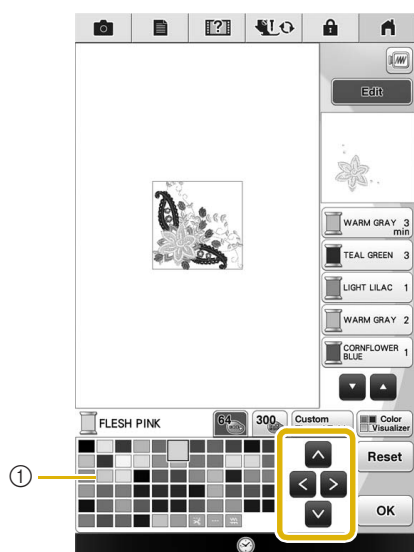 Edit
WARM GRAY 3
min
TEAL GREEN 3
LIGHT LILAC 1
WARM GRAY 2
CORNFLOWER
BLUE 1
FLESH PINK
64
300
Custom
Color
Visualizer
Reset
OK
①